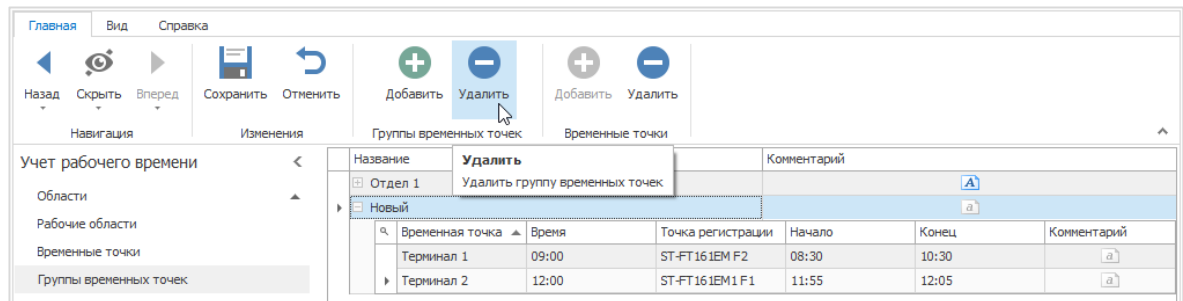 Главная Вид Справка
Назад Скрыть Вперед Сохранить Отменить Добавить Удалить Добавить Удалить
Навигация Изменения Группы временных точек Временные точки
Учет рабочего времени
Области
Рабочие области
Временные точки
Группы временных точек
Название Комментарий
Удалить
Удалить группу временных точек
Отдел 1 A
Новый a
Временная точка Время Точка регистрации Начало Конец Комментарий
Терминал 1 09:00 ST-FT161EM F2 08:30 10:30 a
Терминал 2 12:00 ST-FT161EM1 F1 11:55 12:05 a